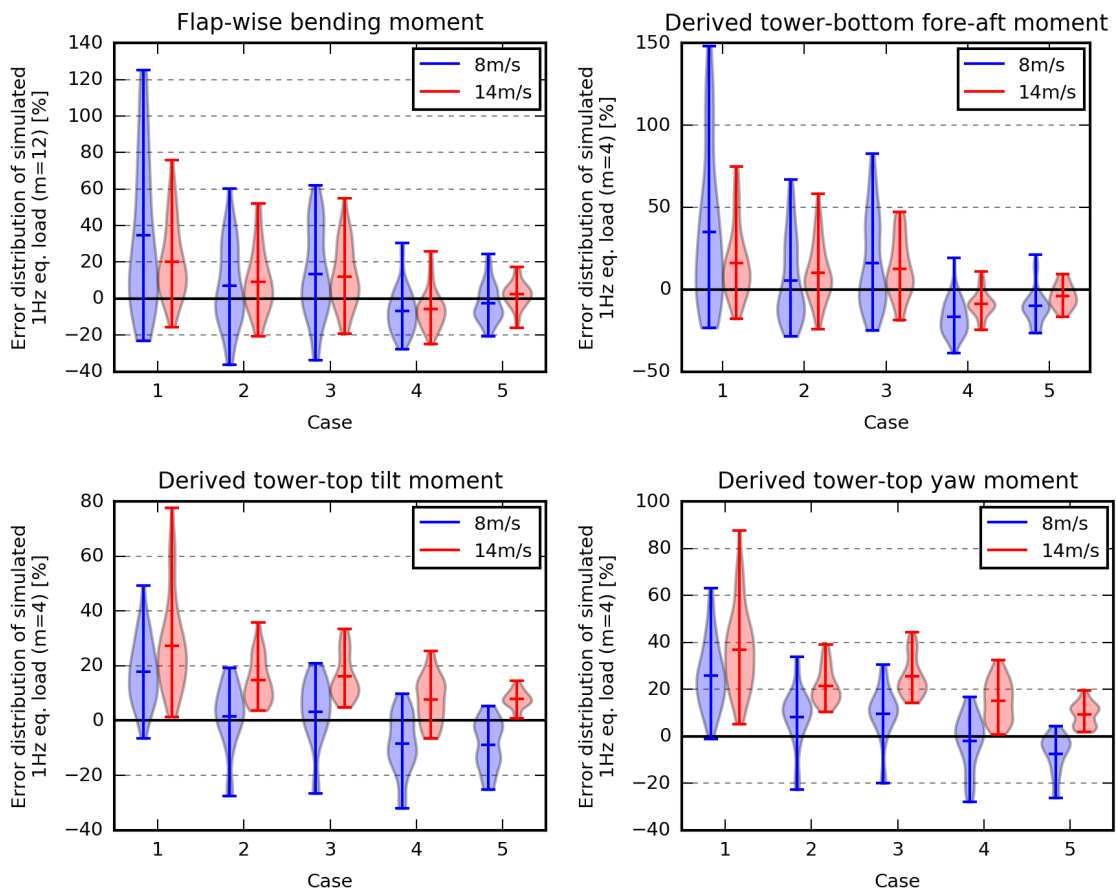 Flap-wise bending moment
Error distribution of simulated
1Hz eq. load (m=12) [%]
140
120
100
80
60
40
20
0
−20
−40
8m/s
14m/s
1 2 3 4 5
Case
Derived tower-bottom fore-aft moment
Error distribution of simulated
1Hz eq. load (m=4) [%]
150
100
50
0
−50
8m/s
14m/s
1 2 3 4 5
Case
Derived tower-top tilt moment
Error distribution of simulated
1Hz eq. load (m=4) [%]
80
60
40
20
0
−20
−40
8m/s
14m/s
1 2 3 4 5
Case
Derived tower-top yaw moment
Error distribution of simulated
1Hz eq. load (m=4) [%]
100
80
60
40
20
0
−20
−40
8m/s
14m/s
1 2 3 4 5
Case